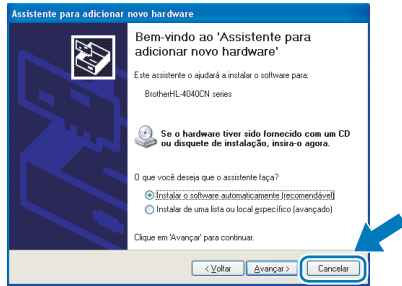 Assistente para adicionar novo hardware
Bem-vindo ao 'Assistente para
adicionar novo hardware'
Este assistente o ajudará a instalar o software para:
BrotherHL-4040CN series
Se o hardware tiver sido fornecido com um CD
ou disquete de instalação, insira-o agora.
O que você deseja que o assistente faça?
Instalar o software automaticamente (recomendável)
Instalar de uma lista ou local específico (avançado)
Clique em 'Avançar' para continuar.
< Voltar
Avançar >
Cancelar